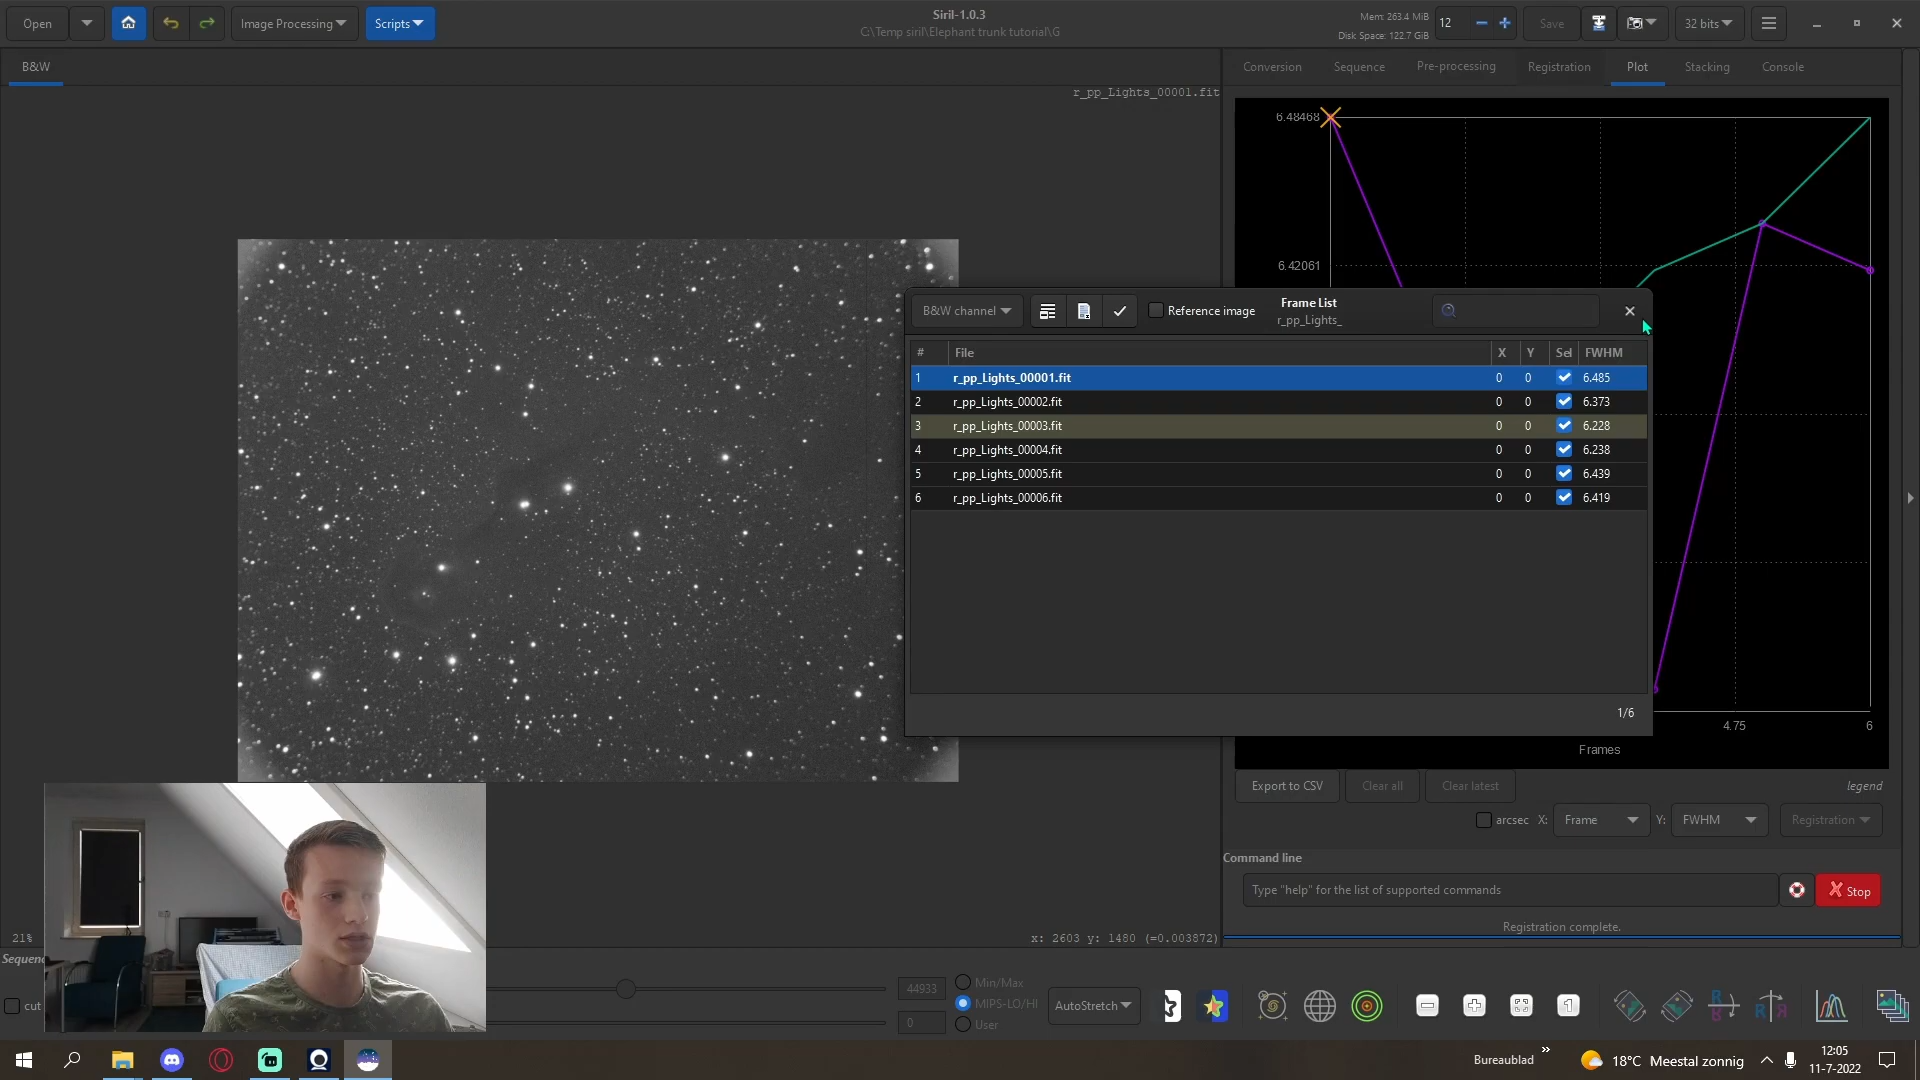 Open
Image Processing
Scripts
Siril-1.0.3
C:\Temp siril\Elephant trunk tutorial\G
Mem: 263.4 MiB
Disk Space: 122.7 GiB
12
Save
32 bits
B&W
Conversion
Sequence
Pre-processing
Registration
Plot
Stacking
Console
r_pp_Lights_00001.fit
6.48468
6.42061
B&W channel
Reference image
Frame List
r_pp_Lights_
# File X Y Sel FWHM
1 r_pp_Lights_00001.fit 0 0 6.485
2 r_pp_Lights_00002.fit 0 0 6.373
3 r_pp_Lights_00003.fit 0 0 6.228
4 r_pp_Lights_00004.fit 0 0 6.238
5 r_pp_Lights_00005.fit 0 0 6.439
6 r_pp_Lights_00006.fit 0 0 6.419
1/6
4.75
6
Frames
Export to CSV
Clear all
Clear latest
legend
arcsec X: Frame Y: FWHM Registration
Command line
Type "help" for the list of supported commands
Stop
Registration complete.
21%
x: 2603 y: 1480 (=0.003872)
cut
44933
0
Min/Max
MIPS-LO/HI
User
AutoStretch
1
R
R
R R
Bureaublad
»
18°C Meestal zonnig
12:05
11-7-2022